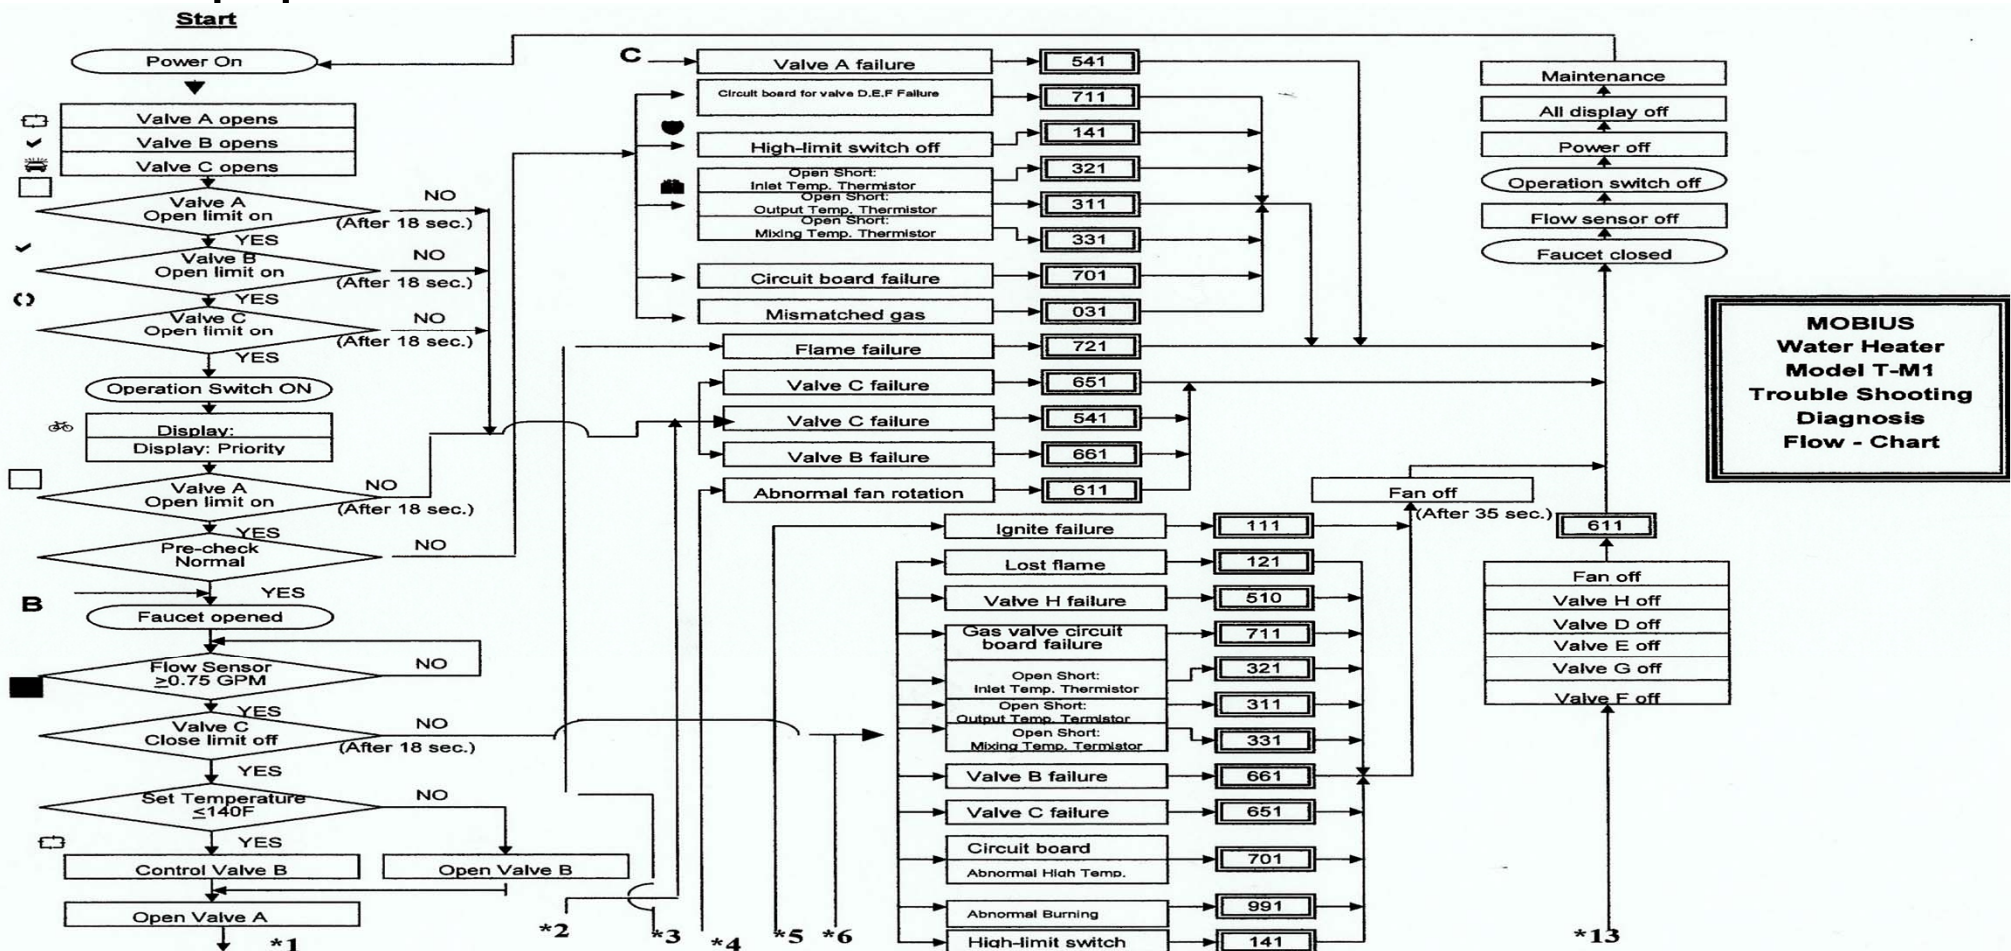 Start
Power On
Valve A opens
Valve B opens
Valve C opens
Valve A
Open limit on
NO
(After 18 sec.)
YES
Valve B
Open limit on
NO
(After 18 sec.)
YES
Valve C
Open limit on
NO
(After 18 sec.)
YES
Operation Switch ON
Display:
Display: Priority
Valve A
Open limit on
NO
(After 18 sec.)
YES
Pre-check
Normal
NO
YES
B
Faucet opened
Flow Sensor
≥0.75 GPM
NO
YES
Valve C
Close limit off
NO
(After 18 sec.)
YES
Set Temperature
≤140F
NO
YES
Control Valve B
Open Valve B
Open Valve A
*1
*2
*3
*4
*5
*6
C
Valve A failure
541
Circuit board for valve D.E.F Failure
711
High-limit switch off
141
Open Short:
Inlet Temp. Thermistor
321
Open Short:
Output Temp. Thermistor
311
Open Short:
Mixing Temp. Thermistor
331
Circuit board failure
701
Mismatched gas
031
Flame failure
721
Valve C failure
651
Valve C failure
541
Valve B failure
661
Abnormal fan rotation
611
Ignite failure
111
Lost flame
121
Valve H failure
510
Gas valve circuit
board failure
711
Open Short:
Inlet Temp. Thermistor
321
Open Short:
Output Temp. Termistor
311
Open Short:
Mixing Temp. Termistor
331
Valve B failure
661
Valve C failure
651
Circuit board
Abnormal High Temp.
701
Abnormal Burning
991
High-limit switch
141
Maintenance
All display off
Power off
Operation switch off
Flow sensor off
Faucet closed
Fan off
(After 35 sec.)
611
Fan off
Valve H off
Valve D off
Valve E off
Valve G off
Valve F off
*13
MOBIUS
Water Heater
Model T-M1
Trouble Shooting
Diagnosis
Flow - Chart